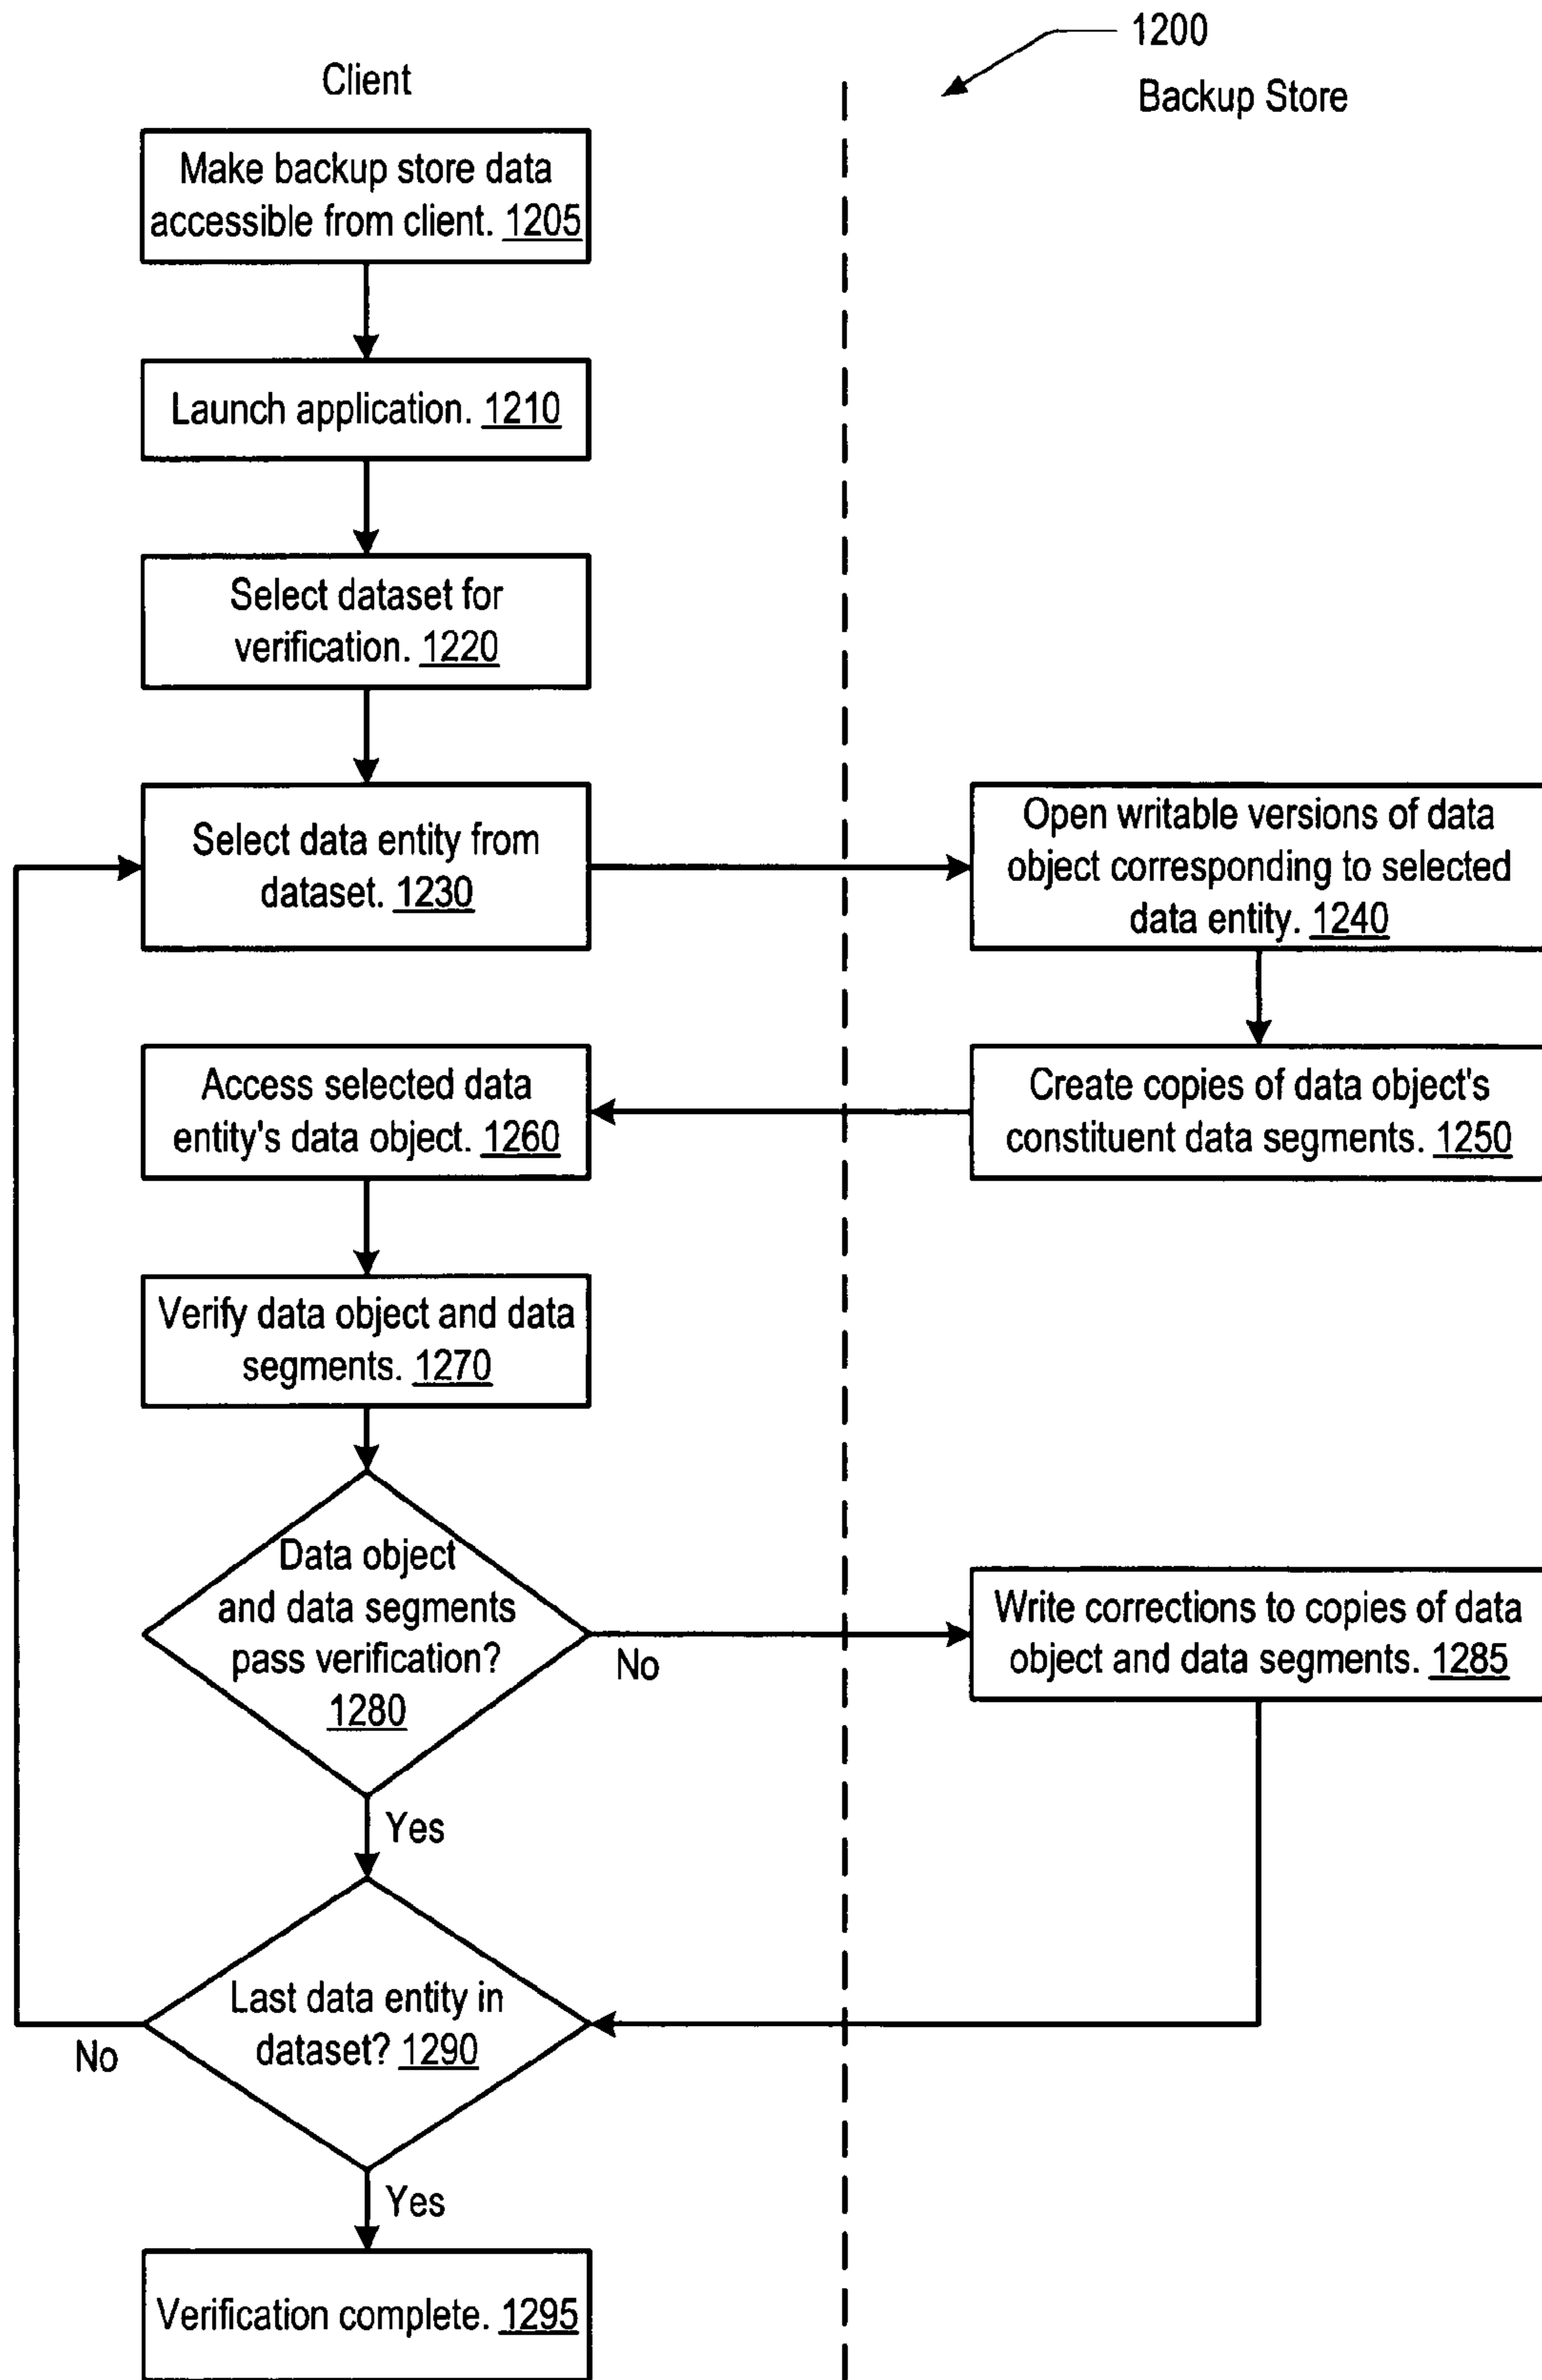 1200
Client
Backup Store
Make backup store data
accessible from client. 1205
Launch application. 1210
Select dataset for
verification. 1220
Select data entity from
dataset. 1230
Open writable versions of data
object corresponding to selected
data entity. 1240
Access selected data
entity's data object. 1260
Create copies of data object's
constituent data segments. 1250
Verify data object and data
segments. 1270
Data object
and data segments
pass verification?
1280
No
Write corrections to copies of data
object and data segments. 1285
Yes
Last data entity in
dataset? 1290
No
Yes
Verification complete. 1295